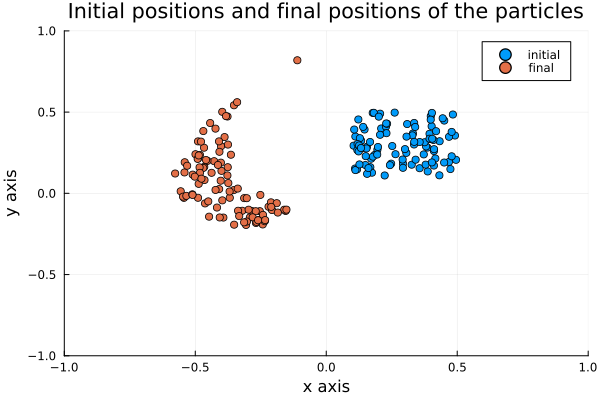 Initial positions and final positions of the particles
1.0
0.5
0.0
−0.5
−1.0
y axis
initial
final
−1.0 −0.5 0.0 0.5 1.0
x axis